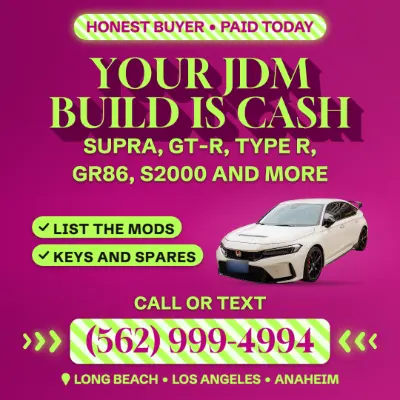 HONEST BUYER • PAID TODAY
YOUR JDM
BUILD IS CASH
SUPRA, GT-R, TYPE R,
GR86, S2000 AND MORE
LIST THE MODS
KEYS AND SPARES
CALL OR TEXT
(562) 999-4994
LONG BEACH • LOS ANGELES • ANAHEIM